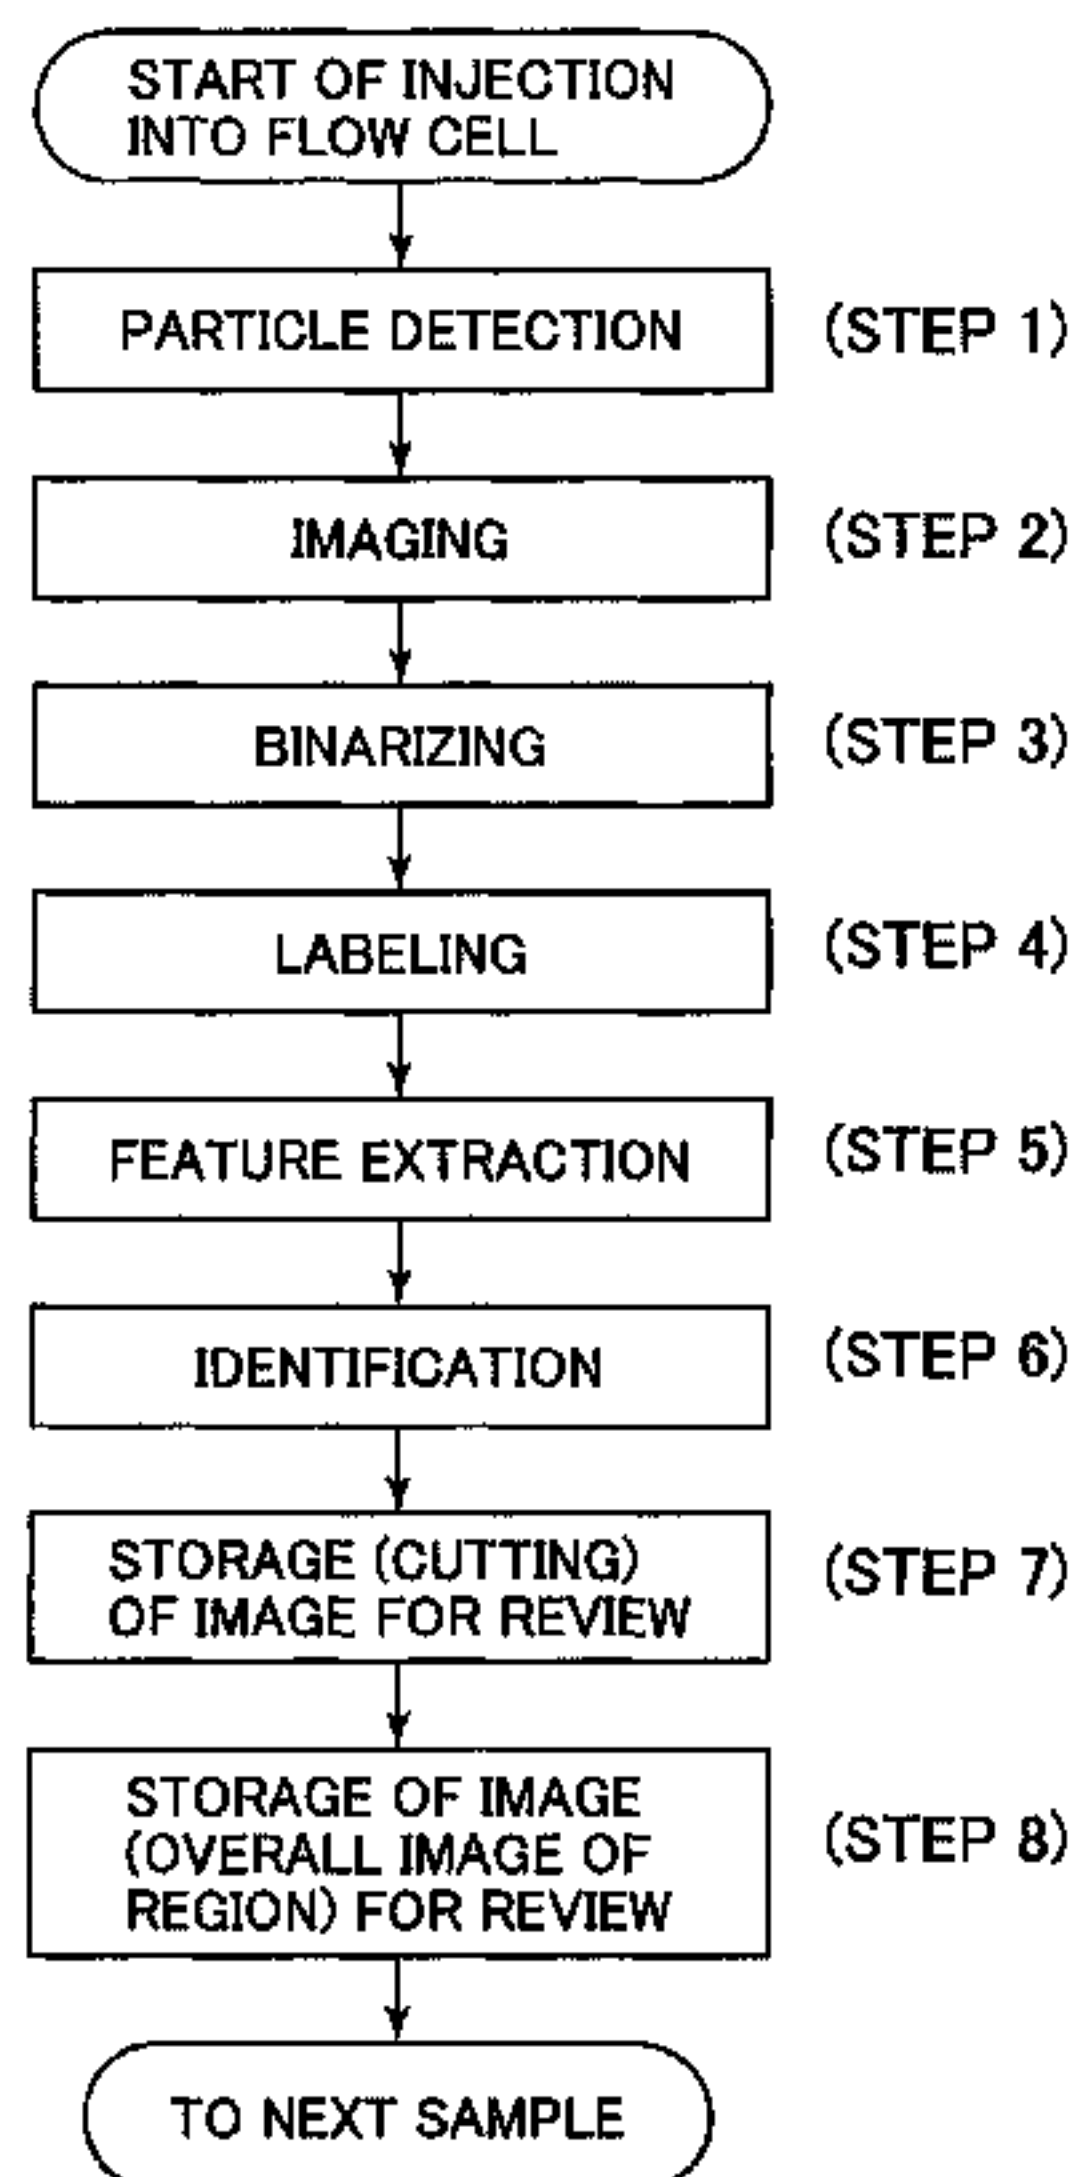 START OF INJECTION
INTO FLOW CELL
PARTICLE DETECTION (STEP 1)
IMAGING (STEP 2)
BINARIZING (STEP 3)
LABELING (STEP 4)
FEATURE EXTRACTION (STEP 5)
IDENTIFICATION (STEP 6)
STORAGE (CUTTING)
OF IMAGE FOR REVIEW
(STEP 7)
STORAGE OF IMAGE
(OVERALL IMAGE OF
REGION) FOR REVIEW
(STEP 8)
TO NEXT SAMPLE